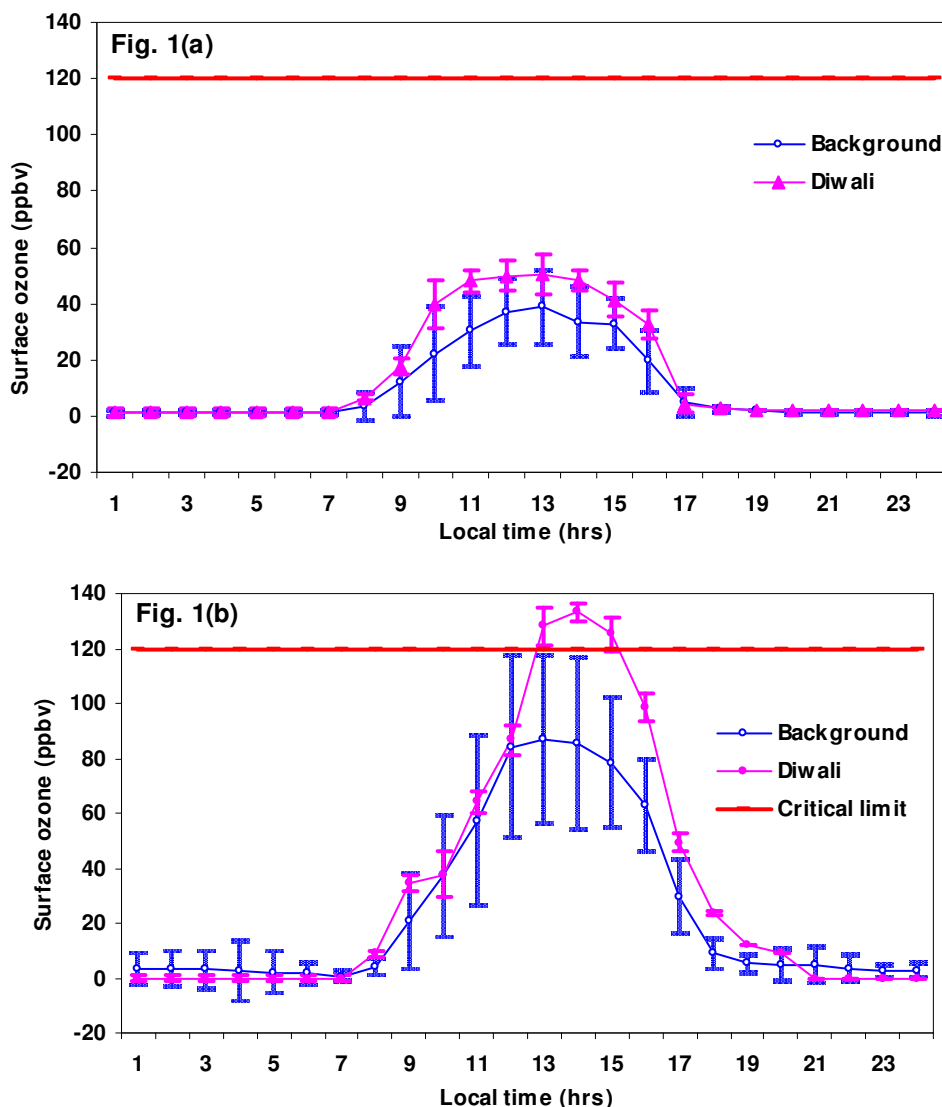 Fig. 1(a)
140
120
100
80
60
40
20
0
-20
Surface ozone (ppbv)
Background
Diwali
1 3 5 7 9 11 13 15 17 19 21 23
Local time (hrs)
Fig. 1(b)
140
120
100
80
60
40
20
0
-20
Surface ozone (ppbv)
Background
Diwali
Critical limit
1 3 5 7 9 11 13 15 17 19 21 23
Local time (hrs)